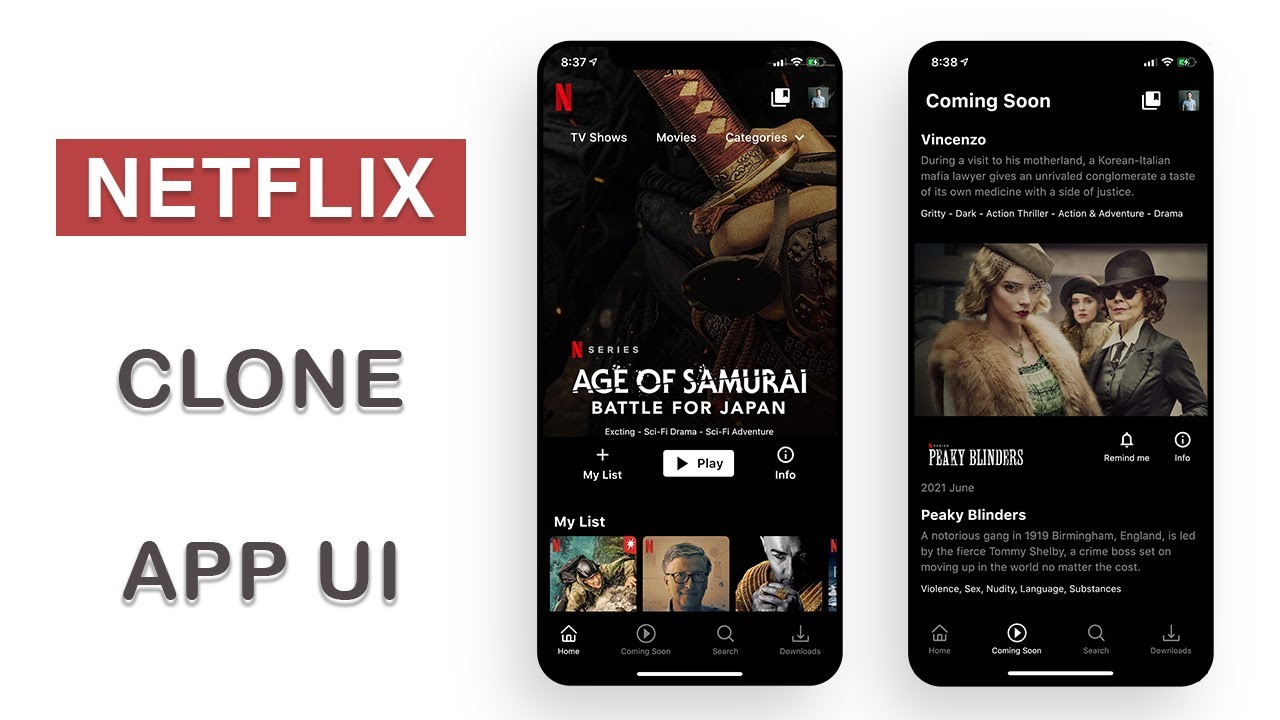 NETFLIX
CLONE
APP UI
8:37
N
TV Shows
Movies
Categories
N SERIES
AGE OF SAMURAI
BATTLE FOR JAPAN
Excting - Sci-Fi Drama - Sci-Fi Adventure
My List
Play
Info
My List
N
N
Home
Coming Soon
Search
Downloads
8:38
Coming Soon
Vincenzo
During a visit to his motherland, a Korean-Italian
mafia lawyer gives an unrivaled conglomerate a taste
of its own medicine with a side of justice.
Gritty - Dark - Action Thriller - Action & Adventure - Drama
N SERIES
PEAKY BLINDERS
Remind me
Info
2021 June
Peaky Blinders
A notorious gang in 1919 Birmingham, England, is led
by the fierce Tommy Shelby, a crime boss set on
moving up in the world no matter the cost.
Violence, Sex, Nudity, Language, Substances
Home
Coming Soon
Search
Downloads